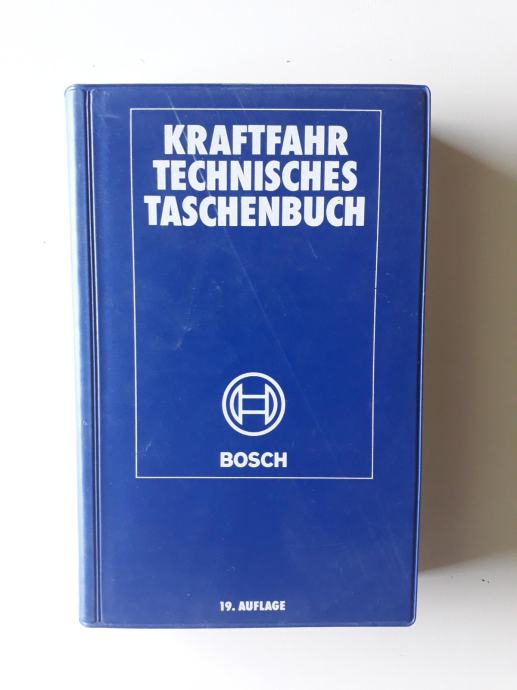 KRAFTFAHR
TECHNISCHES
TASCHENBUCH
BOSCH
19. AUFLAGE